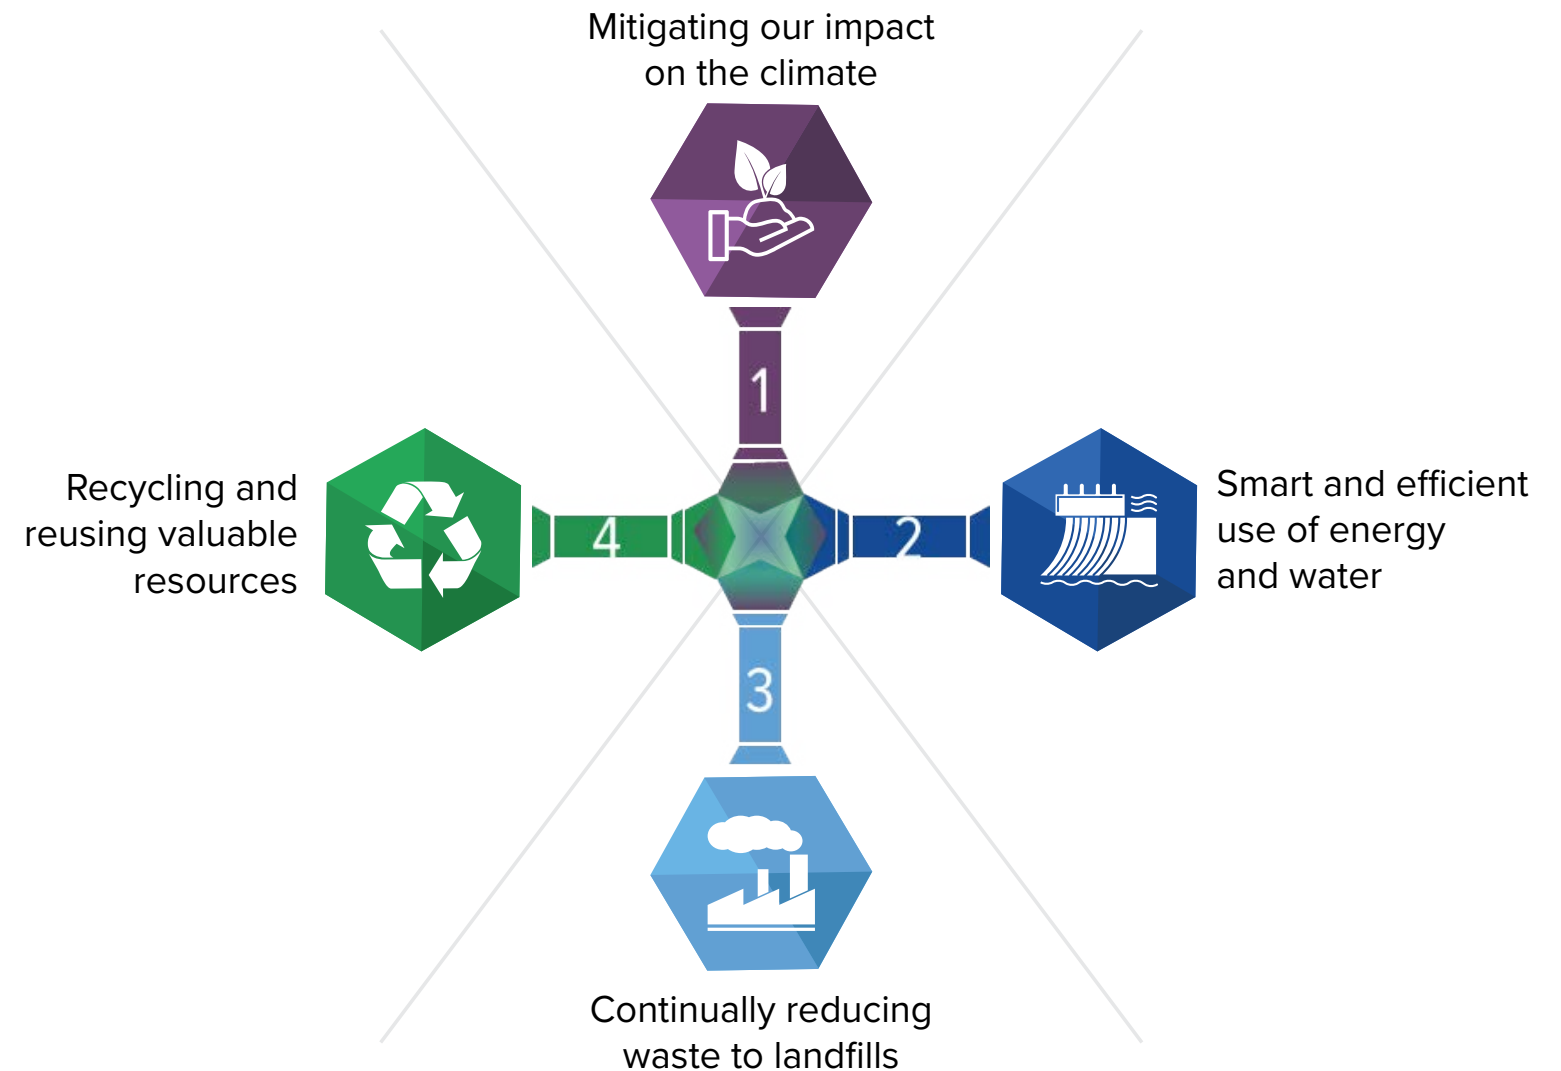 Mitigating our impact
on the climate
1
Recycling and
reusing valuable
resources
4
2
Smart and efficient
use of energy
and water
3
Continually reducing
waste to landfills